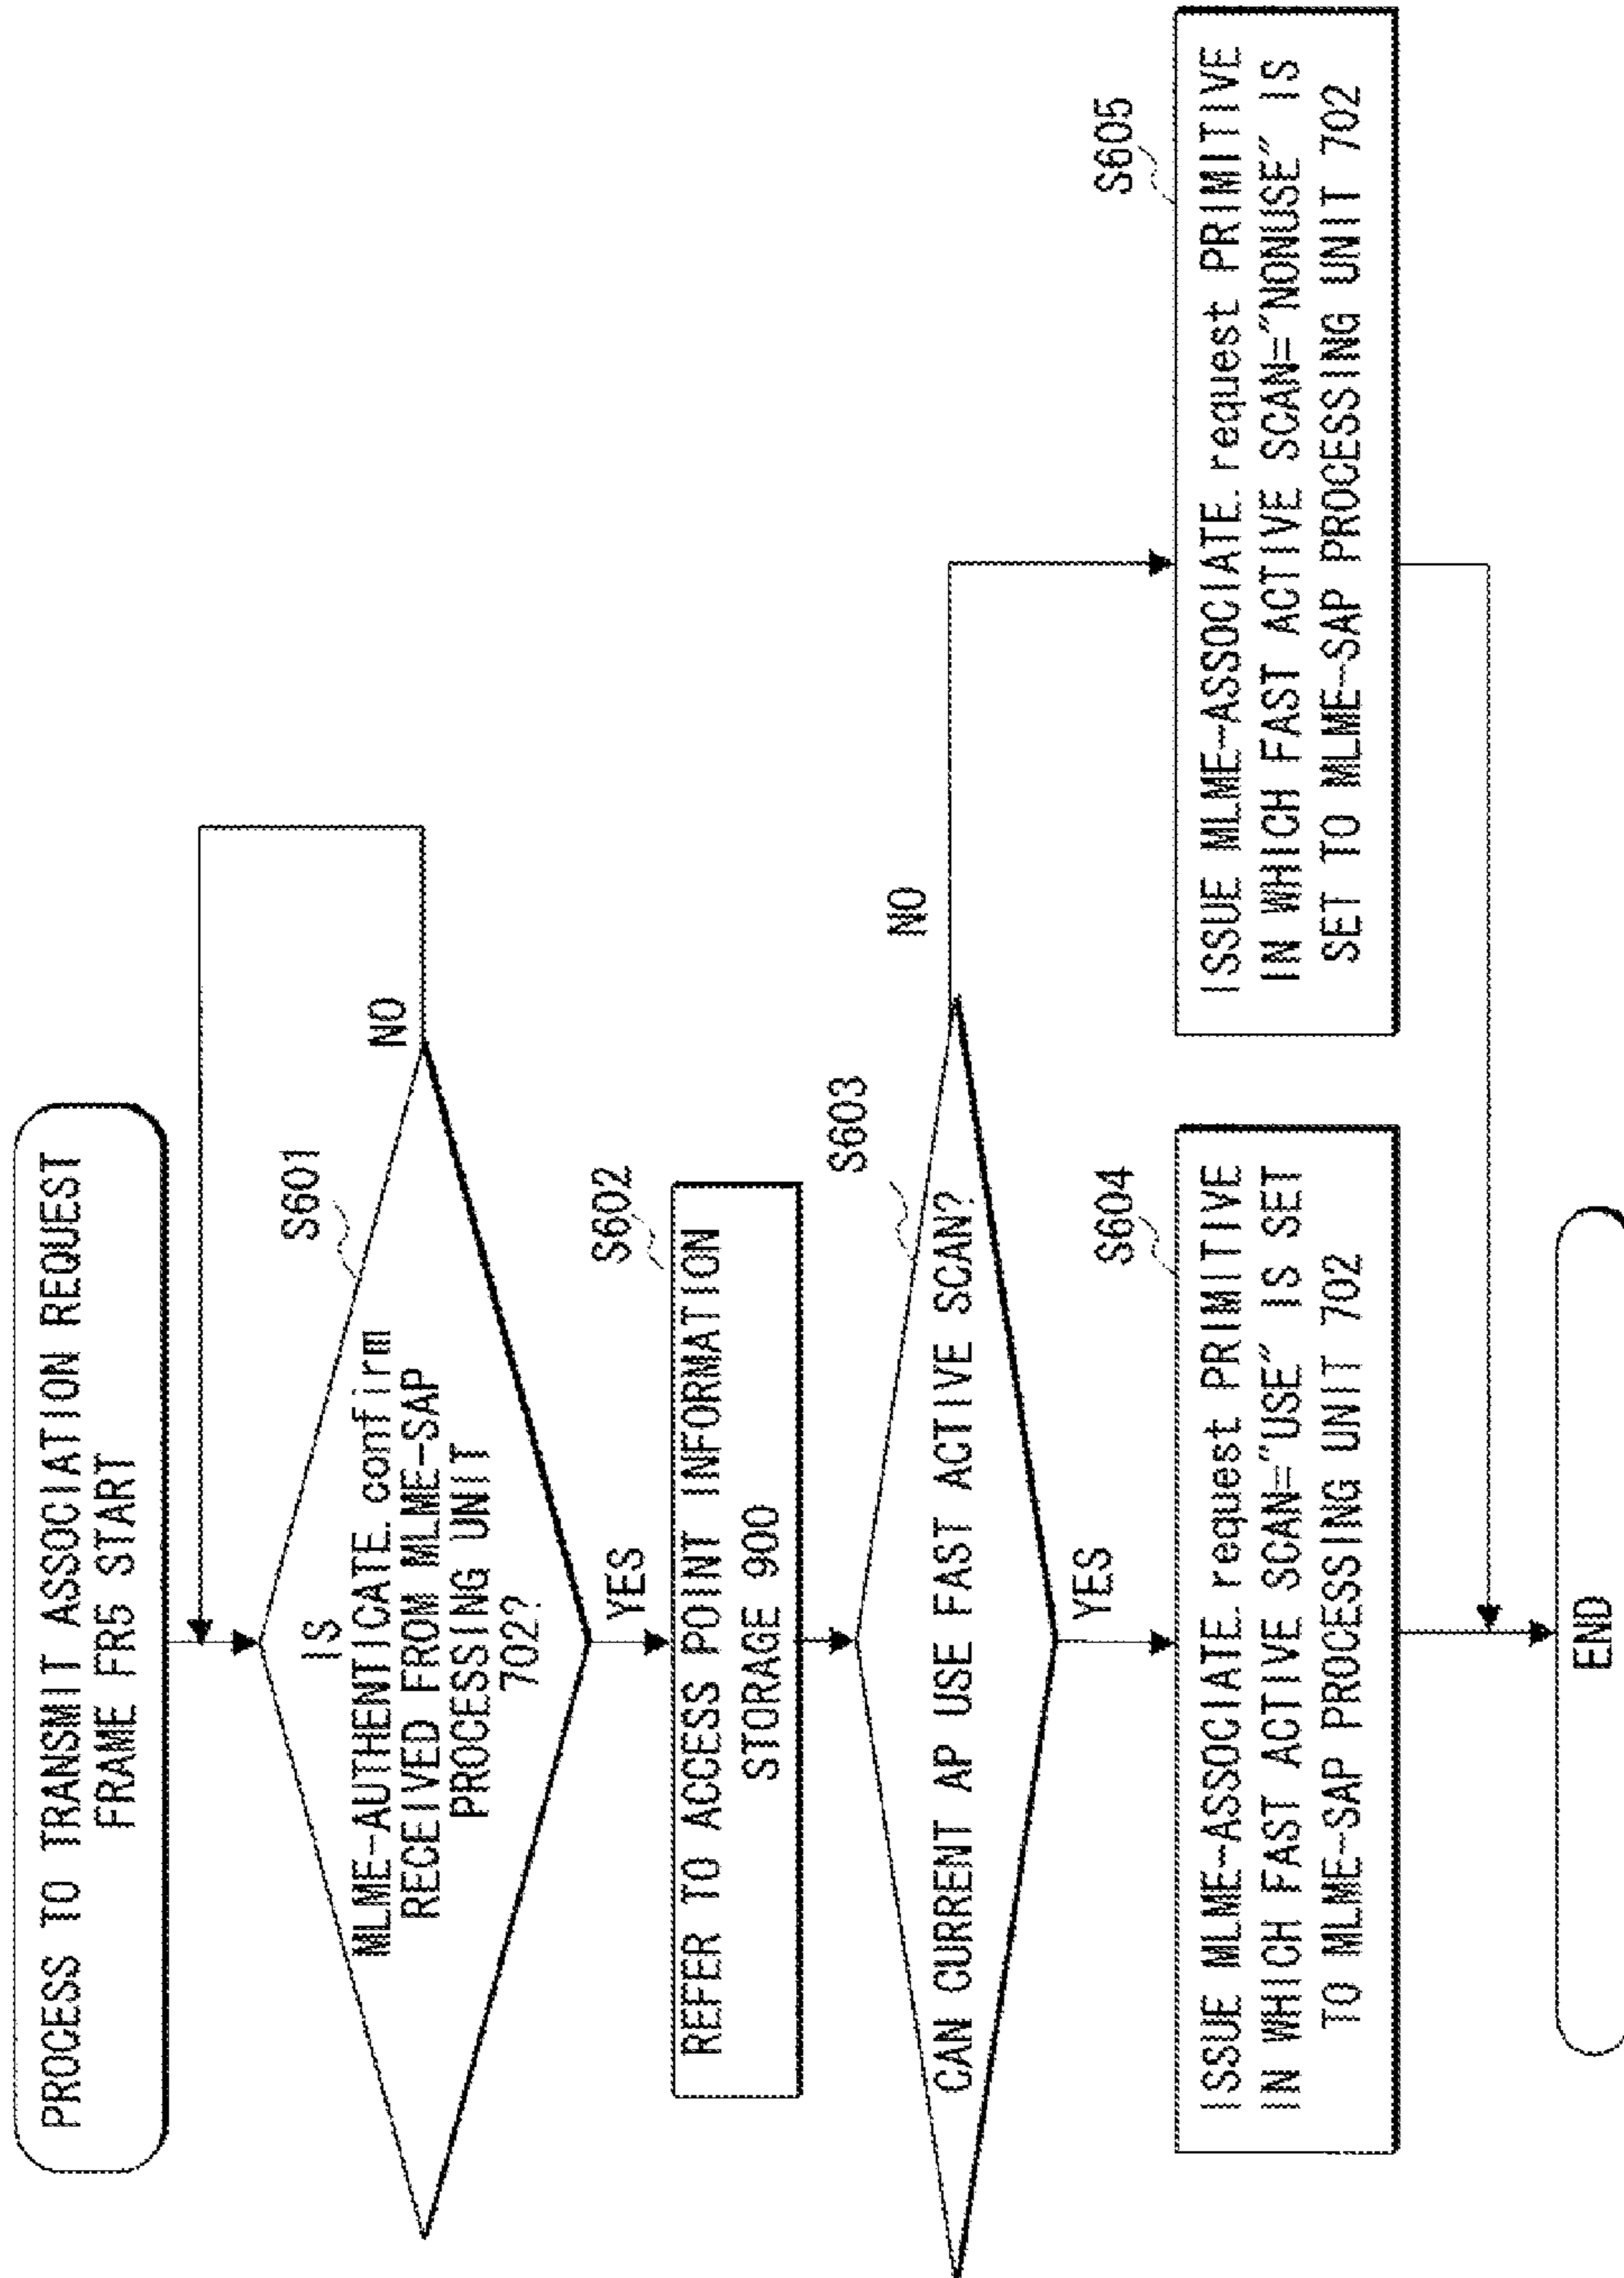 PROCESS TO TRANSMIT ASSOCIATION REQUEST
FRAME FR5 START
S601
IS
MLME-AUTHENTICATE.confirm
RECEIVED FROM MLME-SAP
PROCESSING UNIT
702?
NO
YES
S602
REFER TO ACCESS POINT INFORMATION
STORAGE 900
S603
CAN CURRENT AP USE FAST ACTIVE SCAN?
NO
YES
S604
ISSUE MLME-ASSOCIATE.request PRIMITIVE
IN WHICH FAST ACTIVE SCAN="USE" IS SET
TO MLME-SAP PROCESSING UNIT 702
S605
ISSUE MLME-ASSOCIATE.request PRIMITIVE
IN WHICH FAST ACTIVE SCAN="NONUSE" IS
SET TO MLME-SAP PROCESSING UNIT 702
END